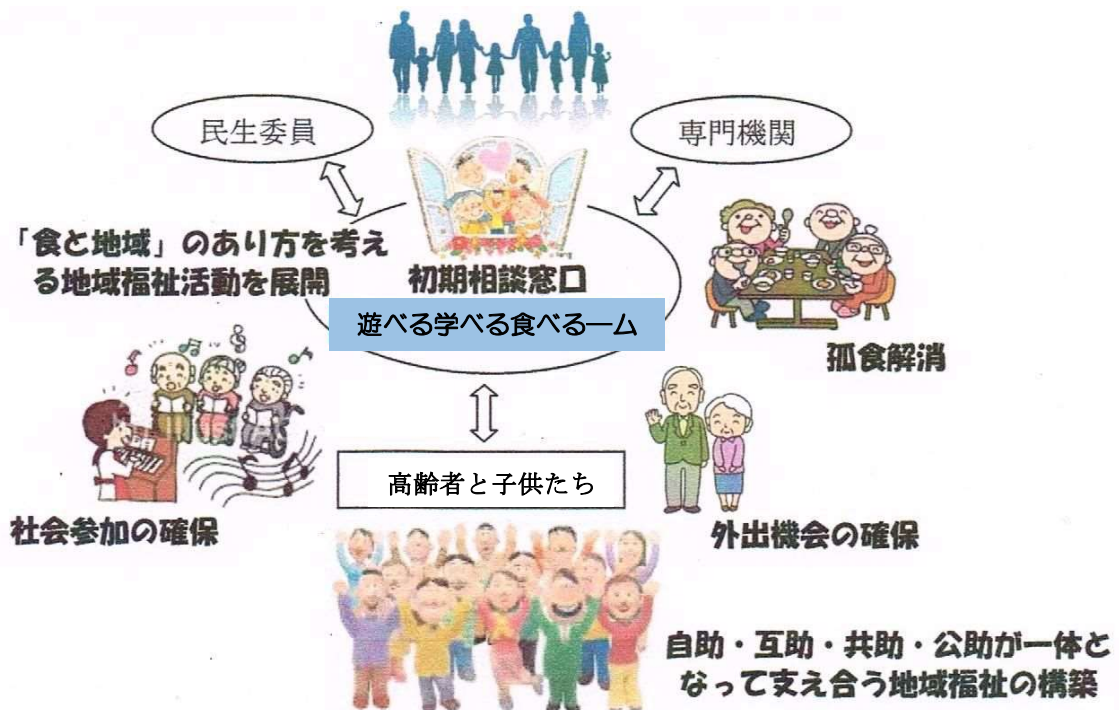 民生委員
専門機関
「食と地域」のあり方を考え
る地域福祉活動を展開
初期相談窓口
遊べる学べる食べるーム
孤食解消
高齢者と子供たち
社会参加の確保
外出機会の確保
自助・互助・共助・公助が一体と
なって支え合う地域福祉の構築